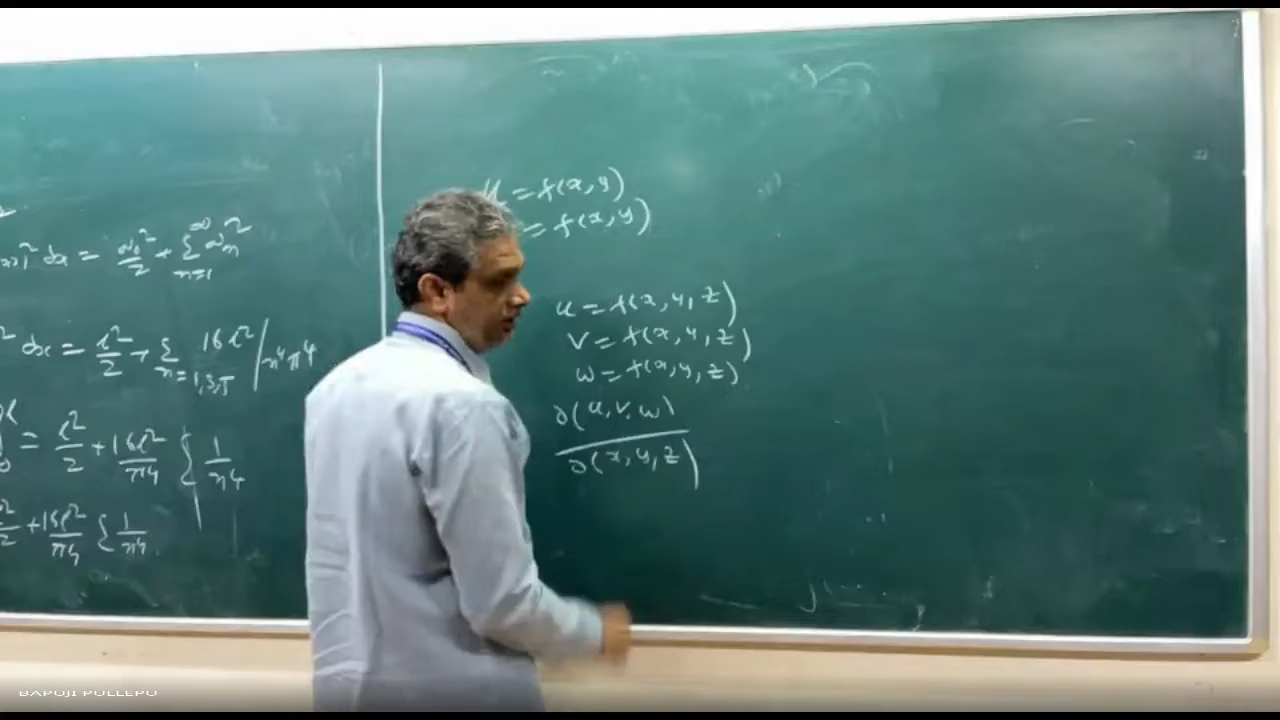 dx = a₀²/2 + Σ n=1 ∞ aₙ²
² dx = l²/2 + Σ n=1,3,5 16l²/n⁴π⁴
= l²/2 + 16l²/π4 { 1/n4
+ 16l²/π4 { 1/n4
u = f(x,y)
= f(x,y)
u = f(x,y,z)
v = f(x,y,z)
w = f(x,y,z)
∂(u,v,w)
∂(x,y,z)
BAPUJI PULLEPU